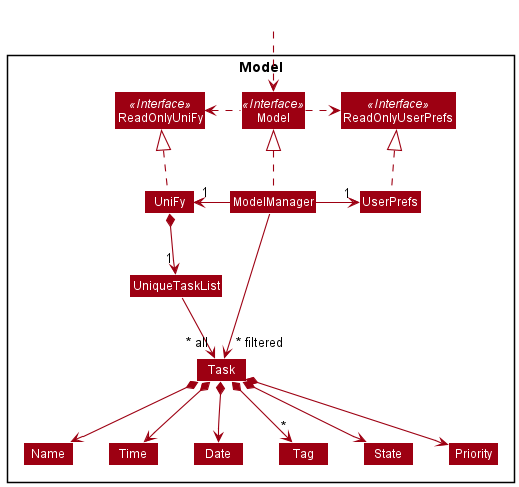 Model
«Interface»
ReadOnlyUniFy
«Interface»
Model
«Interface»
ReadOnlyUserPrefs
UniFy
1
ModelManager
1
UserPrefs
1
UniqueTaskList
* all
* filtered
Task
*
Name
Time
Date
Tag
State
Priority